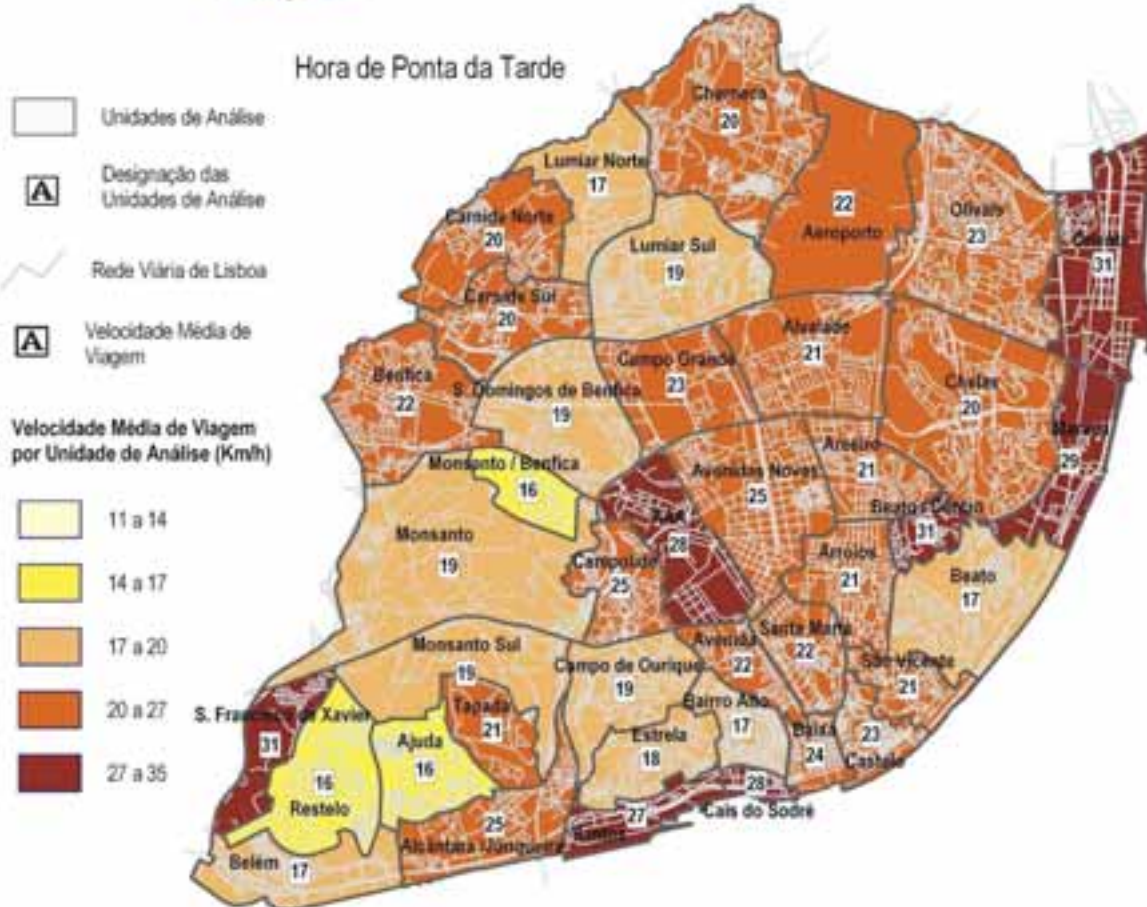 Hora de Ponta da Tarde
Unidades de Análise
A
Designação das
Unidades de Análise
Rede Viária de Lisboa
A
Velocidade Média de
Viagem
Velocidade Média de Viagem
por Unidade de Análise (Km/h)
11 a 14
14 a 17
17 a 20
20 a 27
27 a 35
Charneca
20
Lumiar Norte
17
Carnide Norte
20
Lumiar Sul
19
22
Aeroporto
Olivais
23
Oriente
31
Carnide Sul
20
Benfica
22
S. Domingos de Benfica
19
Campo Grande
23
Alvalade
21
Chelas
20
Marvila
29
Monsanto / Benfica
16
Avenidas Novas
25
Areeiro
21
31
Monsanto
19
28
Campolide
25
Arroios
21
Beato
17
Monsanto Sul
19
Campo de Ourique
19
Avenida
22
Santa Marta
22
São Vicente
21
S. Francisco de Xavier
31
Tapada
21
Bairro Alto
17
Ajuda
16
Estrela
18
Baixa
24
23
Castelo
16
Restelo
28
Cais do Sodré
27
Santos
25
Alcântara / Junqueira
Belém
17